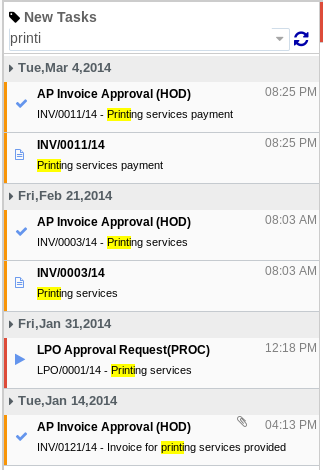 New Tasks
printi
Tue,Mar 4,2014
AP Invoice Approval (HOD) 08:25 PM
INV/0011/14 - Printing services payment
INV/0011/14 08:25 PM
Printing services payment
Fri,Feb 21,2014
AP Invoice Approval (HOD) 08:03 AM
INV/0003/14 - Printing services
INV/0003/14 08:03 AM
Printing services
Fri,Jan 31,2014
LPO Approval Request(PROC) 12:18 PM
LPO/0001/14 - Printing services
Tue,Jan 14,2014
AP Invoice Approval (HOD) 04:13 PM
INV/0121/14 - Invoice for printing services provided